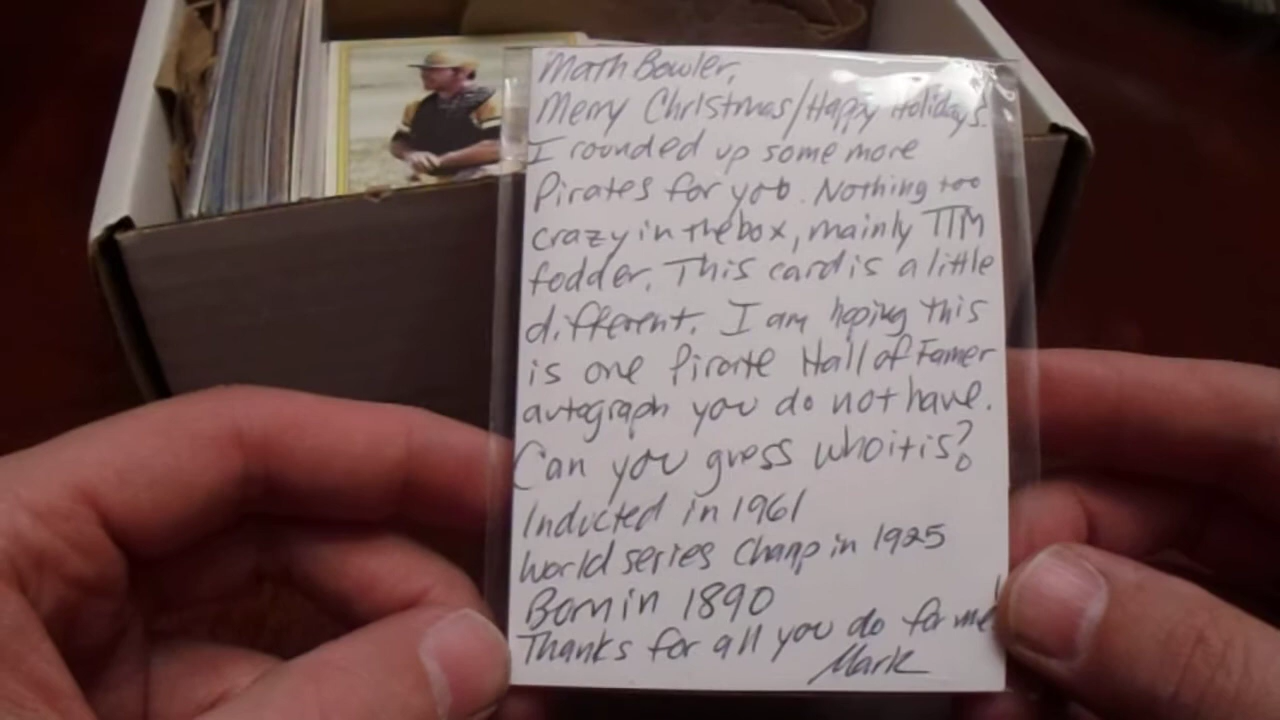 Math Bowler,
Merry Christmas/Happy Holidays!
I rounded up some more
Pirates for you. Nothing too
crazy in the box, mainly TTM
fodder. This card is a little
different. I am hoping this
is one Pirate Hall of Famer
autograph you do not have.
Can you guess who it is?
Inducted in 1961
World series Champ in 1925
Born in 1890
Thanks for all you do for me!
Mark